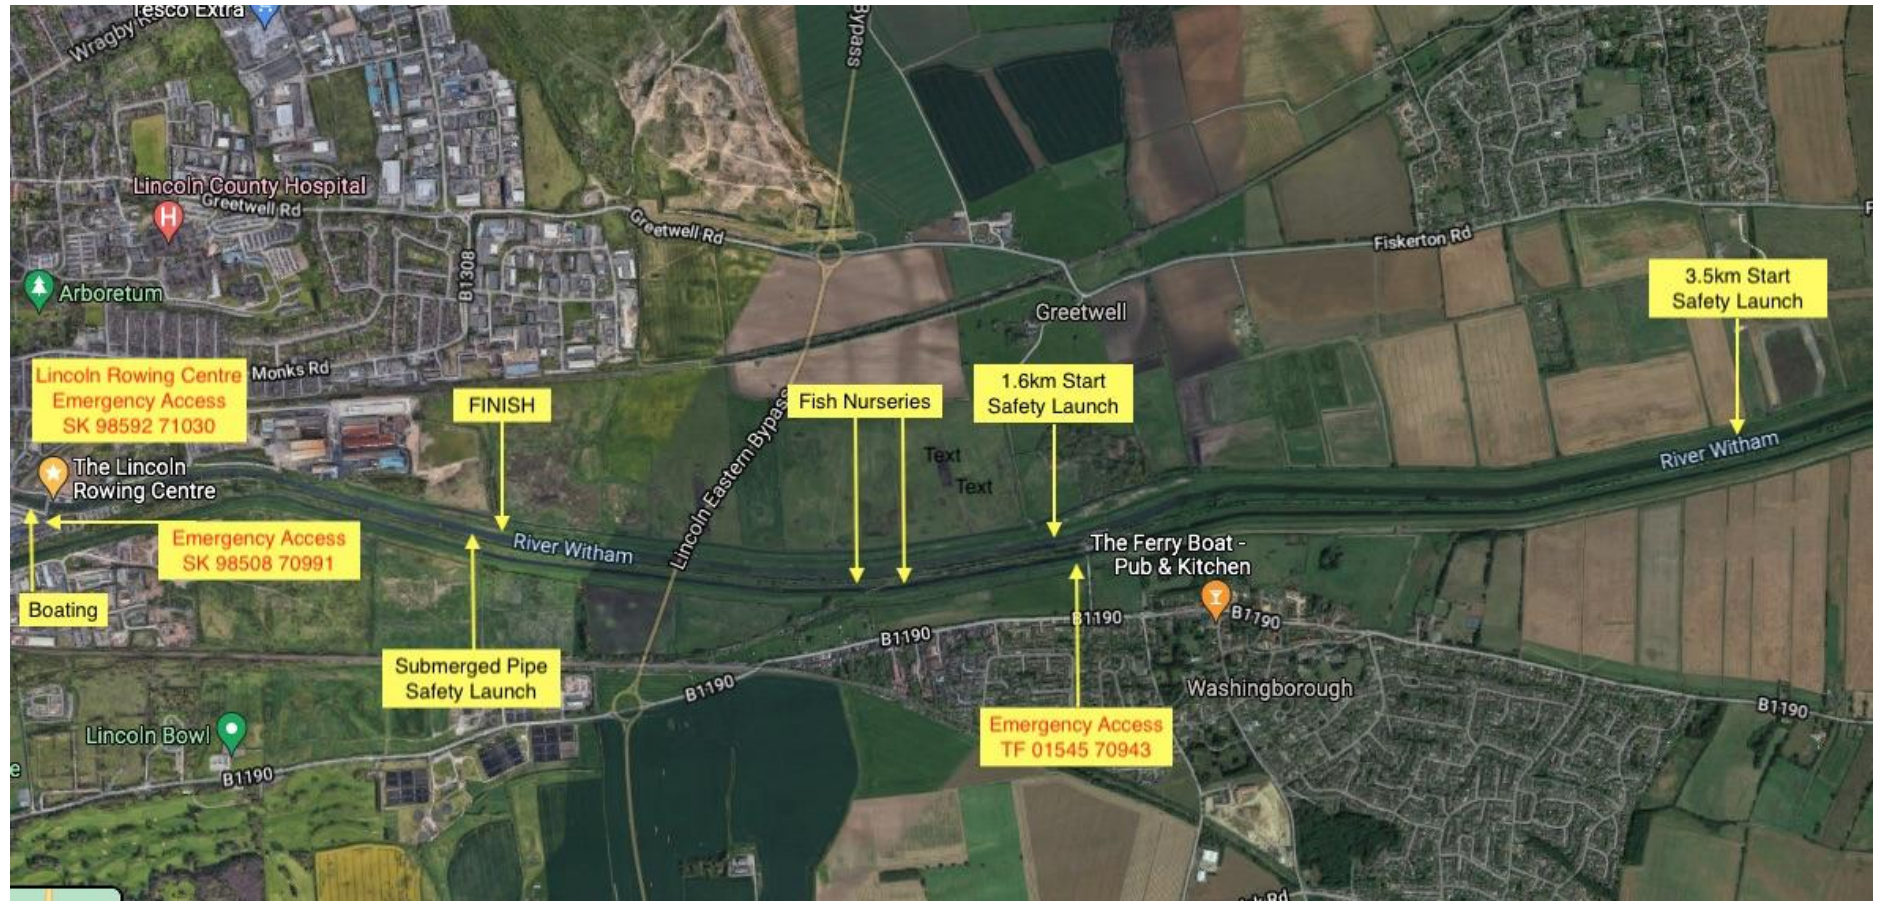 Tesco Extra
Wragby
Bypass
Lincoln County Hospital
Greetwell Rd
Greetwell Rd
Fiskerton Rd
B1308
Arboretum
3.5km Start
Safety Launch
Greetwell
Monks Rd
Lincoln Rowing Centre
Emergency Access
SK 98592 71030
FINISH
Fish Nurseries
1.6km Start
Safety Launch
Lincoln Eastern Bypass
Text
Text
River Witham
The Lincoln
Rowing Centre
Emergency Access
SK 98508 70991
River Witham
The Ferry Boat -
Pub & Kitchen
Boating
B1190
B1190
B1190
Submerged Pipe
Safety Launch
B1190
Washingborough
B1190
Emergency Access
TF 01545 70943
Lincoln Bowl
B1190